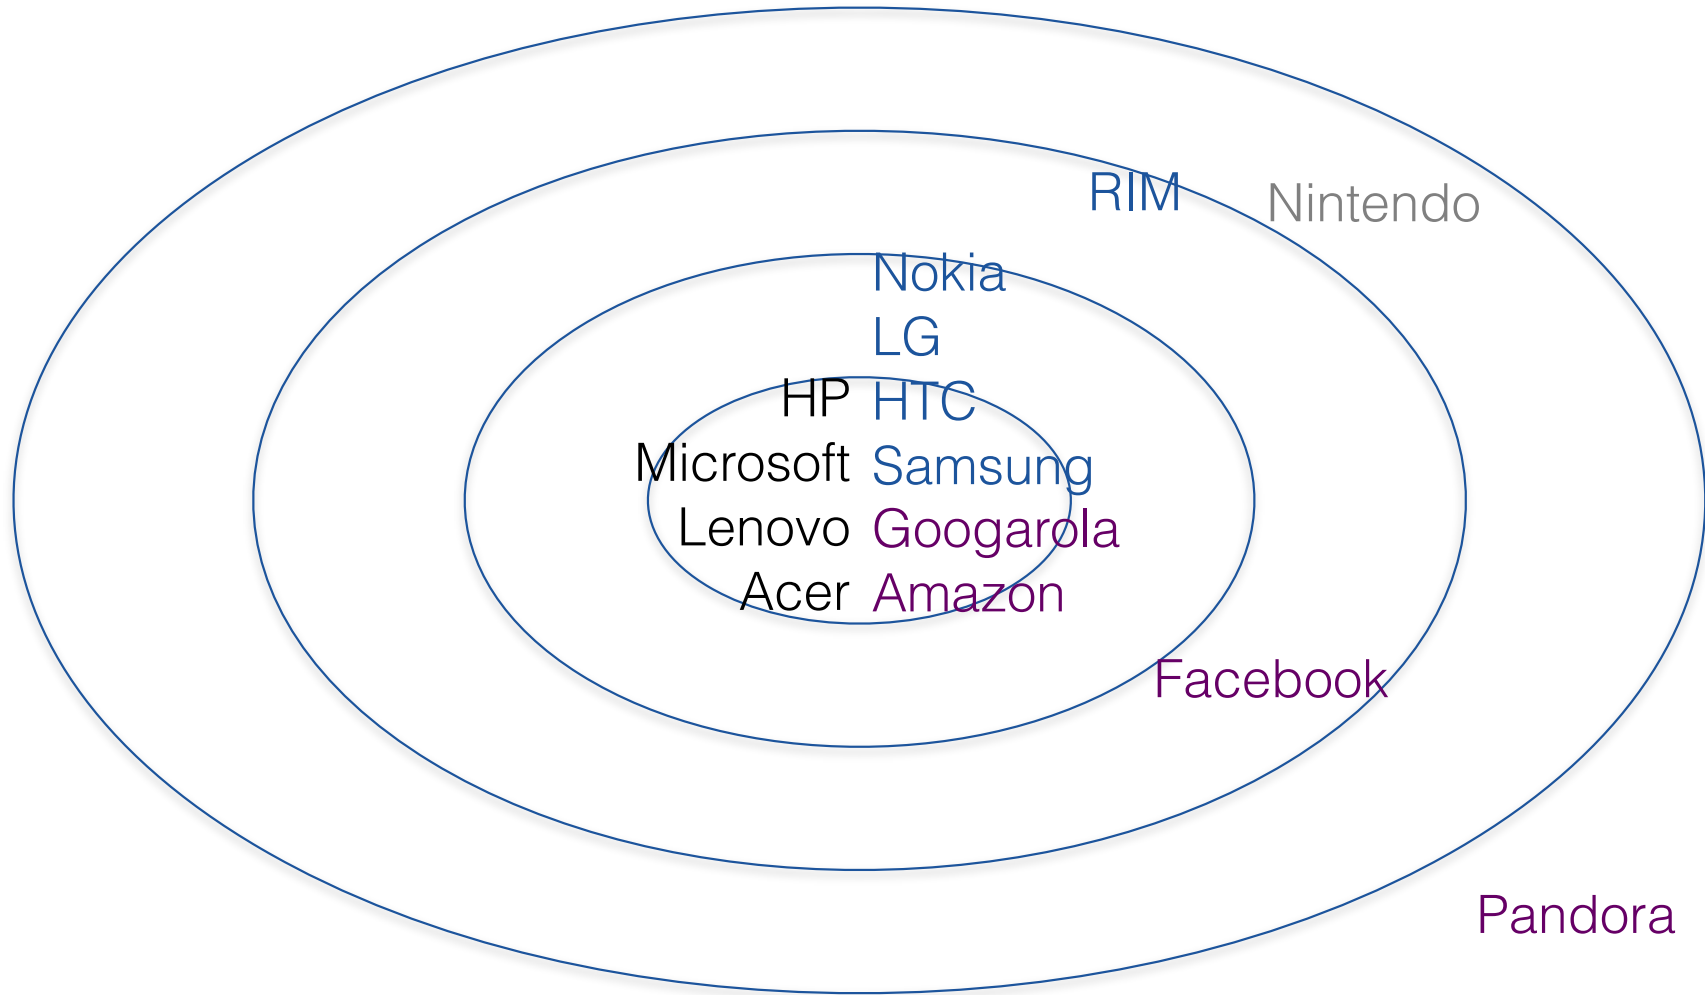 RIM
Nintendo
Nokia
LG
HP HTC
Microsoft Samsung
Lenovo Googarola
Acer Amazon
Facebook
Pandora